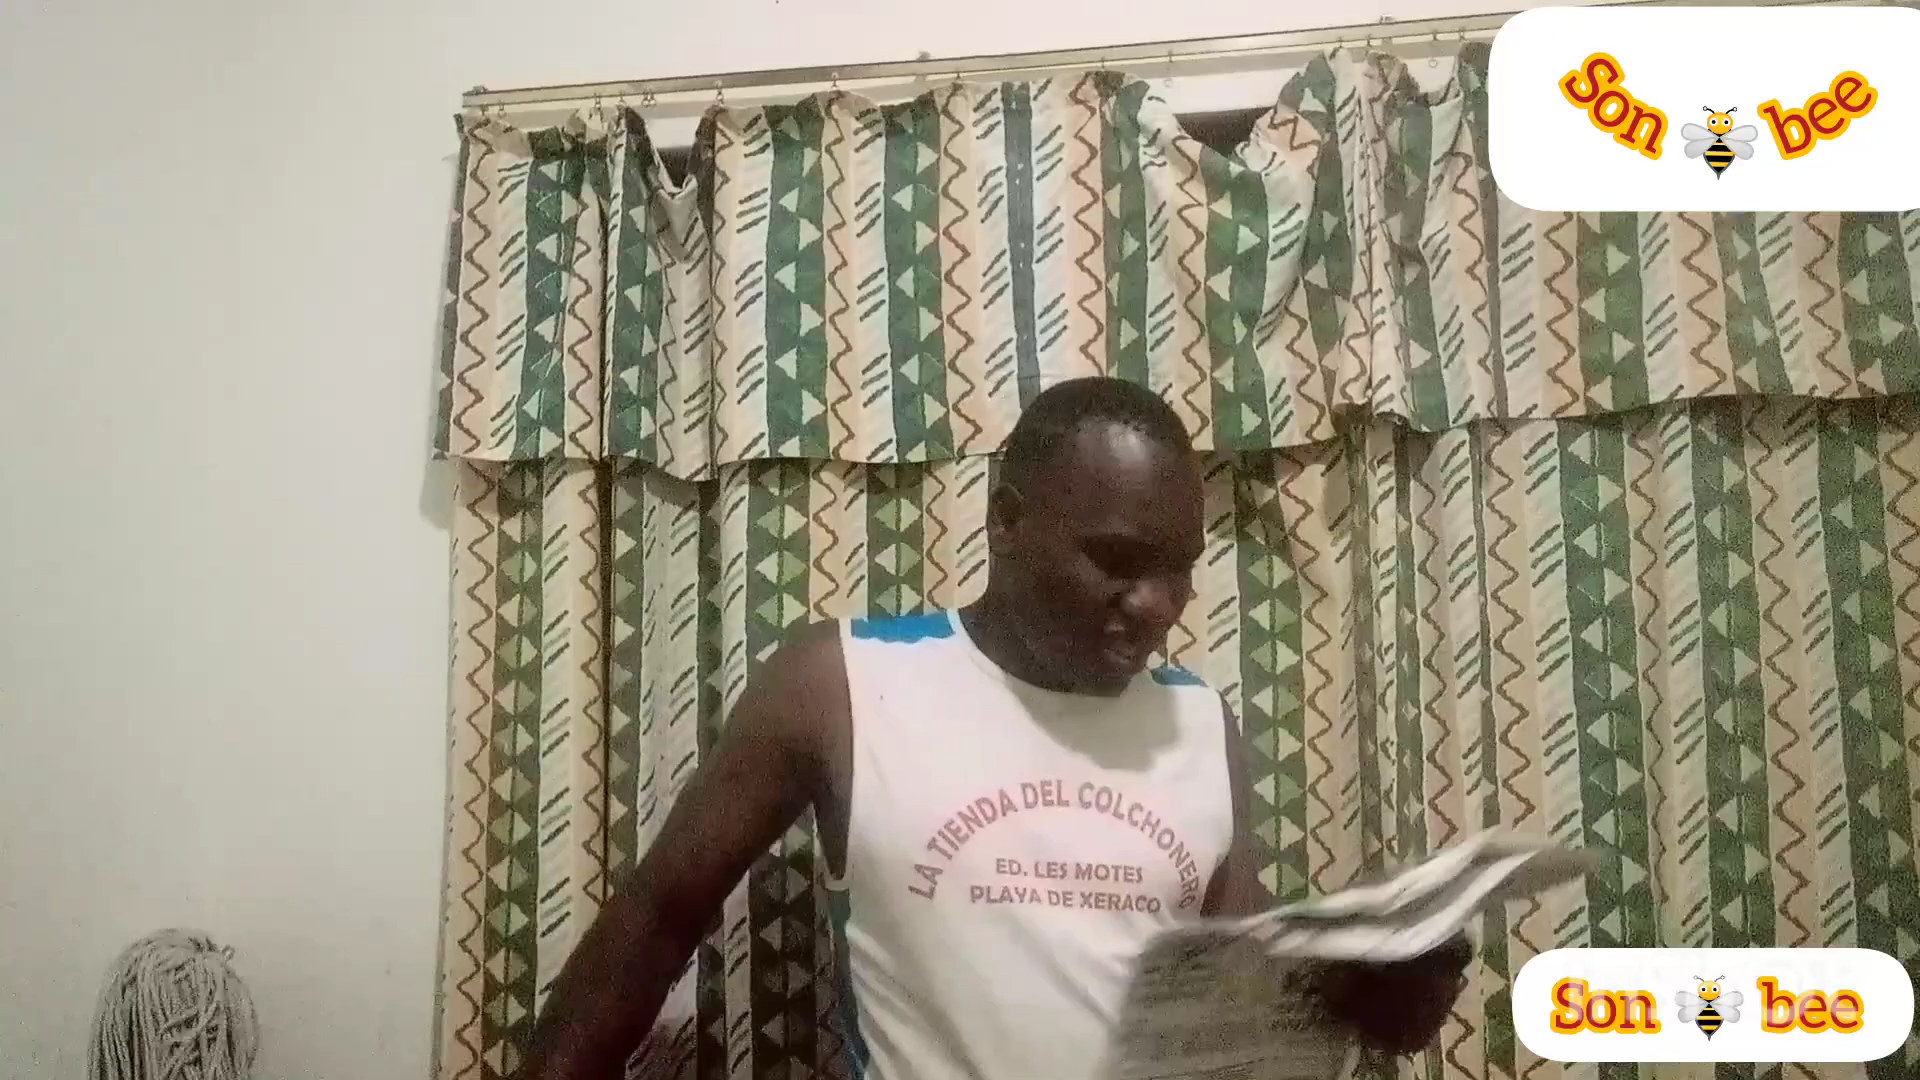 Son bee
LA TIENDA DEL COLCHONERO
ED. LES MOTES
PLAYA DE XERACO
Son bee